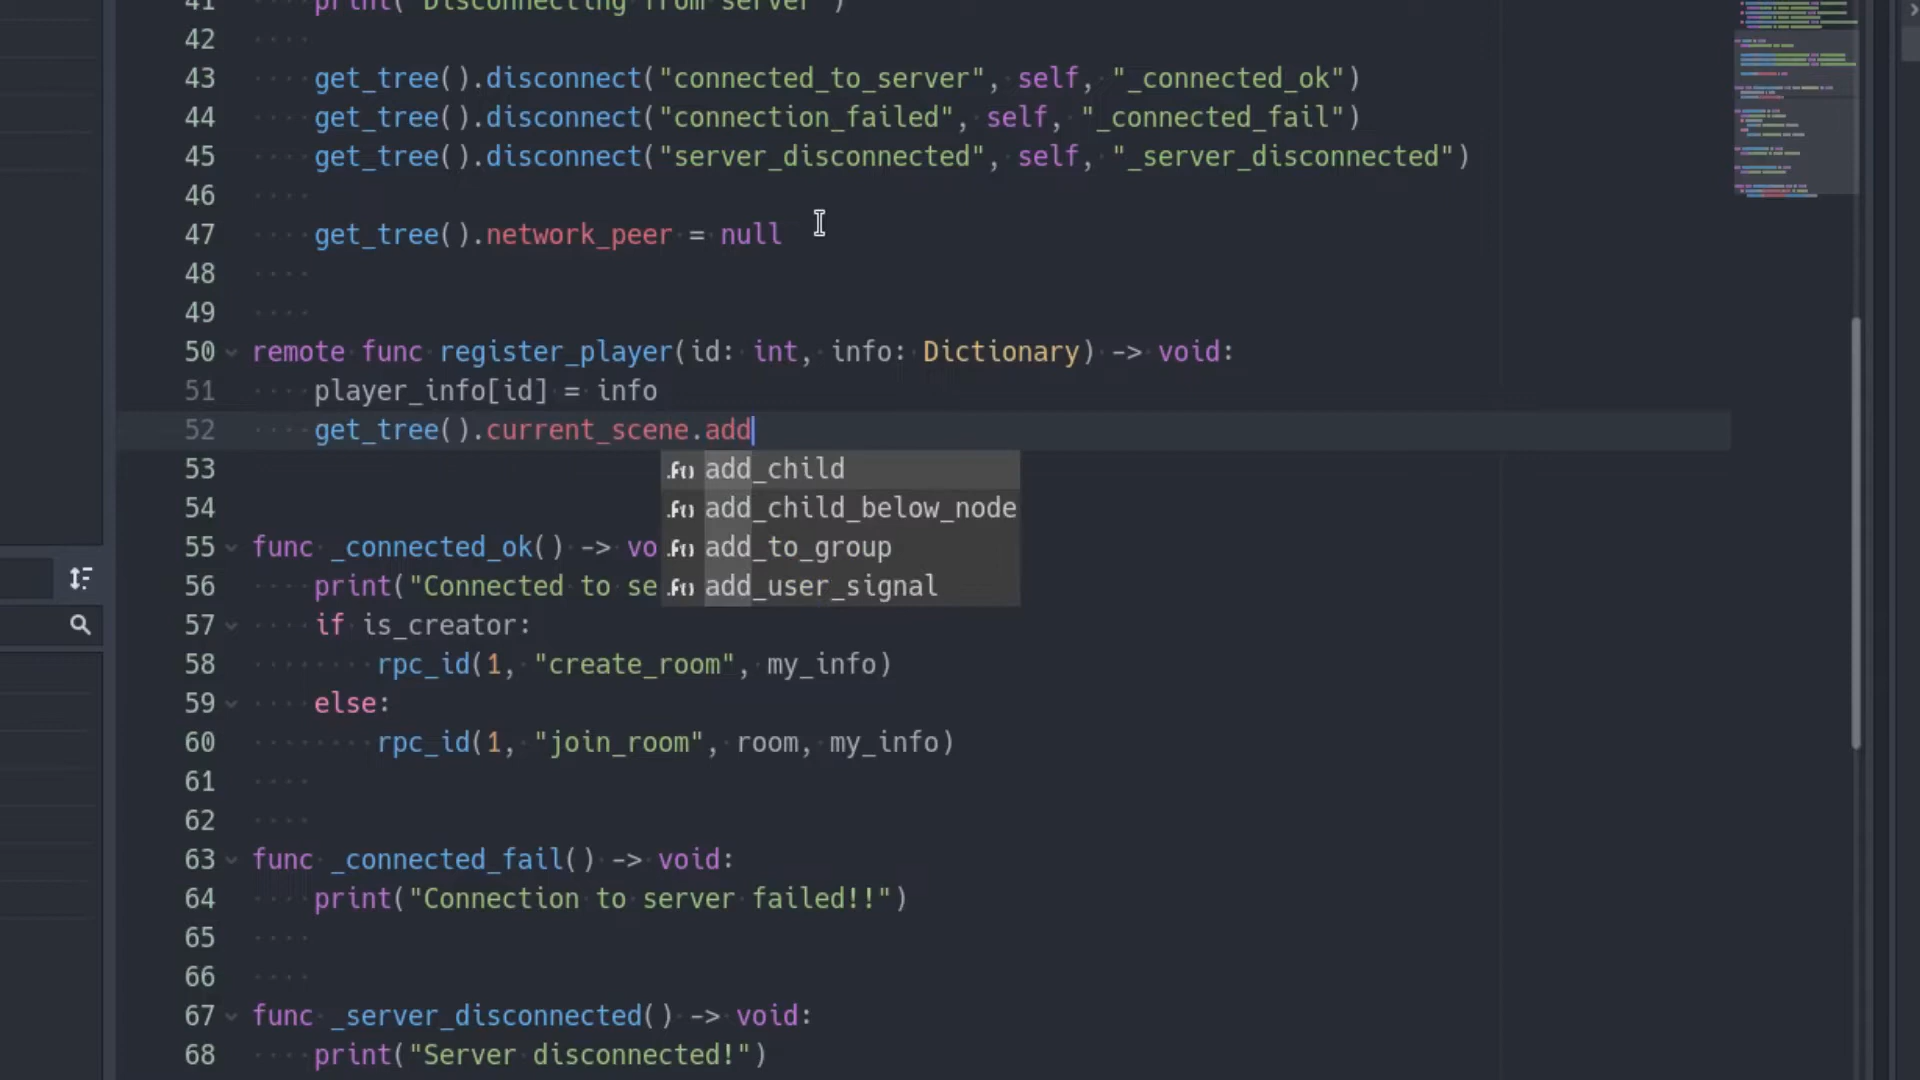 41 print("Disconnecting from server")
42
43 get_tree().disconnect("connected_to_server", self, "_connected_ok")
44 get_tree().disconnect("connection_failed", self, "_connected_fail")
45 get_tree().disconnect("server_disconnected", self, "_server_disconnected")
46
47 get_tree().network_peer = null
48
49
50 remote func register_player(id: int, info: Dictionary) -> void:
51 player_info[id] = info
52 get_tree().current_scene.add
53 .f() add_child
54 .f() add_child_below_node
55 func _connected_ok() -> vo .f() add_to_group
56 print("Connected to se .f() add_user_signal
57 if is_creator:
58 rpc_id(1, "create_room", my_info)
59 else:
60 rpc_id(1, "join_room", room, my_info)
61
62
63 func _connected_fail() -> void:
64 print("Connection to server failed!!")
65
66
67 func _server_disconnected() -> void:
68 print("Server disconnected!")